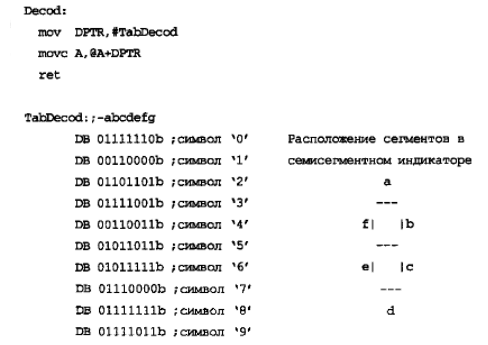 Decod:
mov DPTR,#TabDecod
movc A,@A+DPTR
ret
TabDecod:;-abcdefg
DB 01111110b ;символ '0'
DB 00110000b ;символ '1'
DB 01101101b ;символ '2'
DB 01111001b ;символ '3'
DB 00110011b ;символ '4'
DB 01011011b ;символ '5'
DB 01011111b ;символ '6'
DB 01110000b ;символ '7'
DB 01111111b ;символ '8'
DB 01111011b ;символ '9'
Расположение сегментов в
семисегментном индикаторе
a
---
f| |b
---
e| |c
---
d